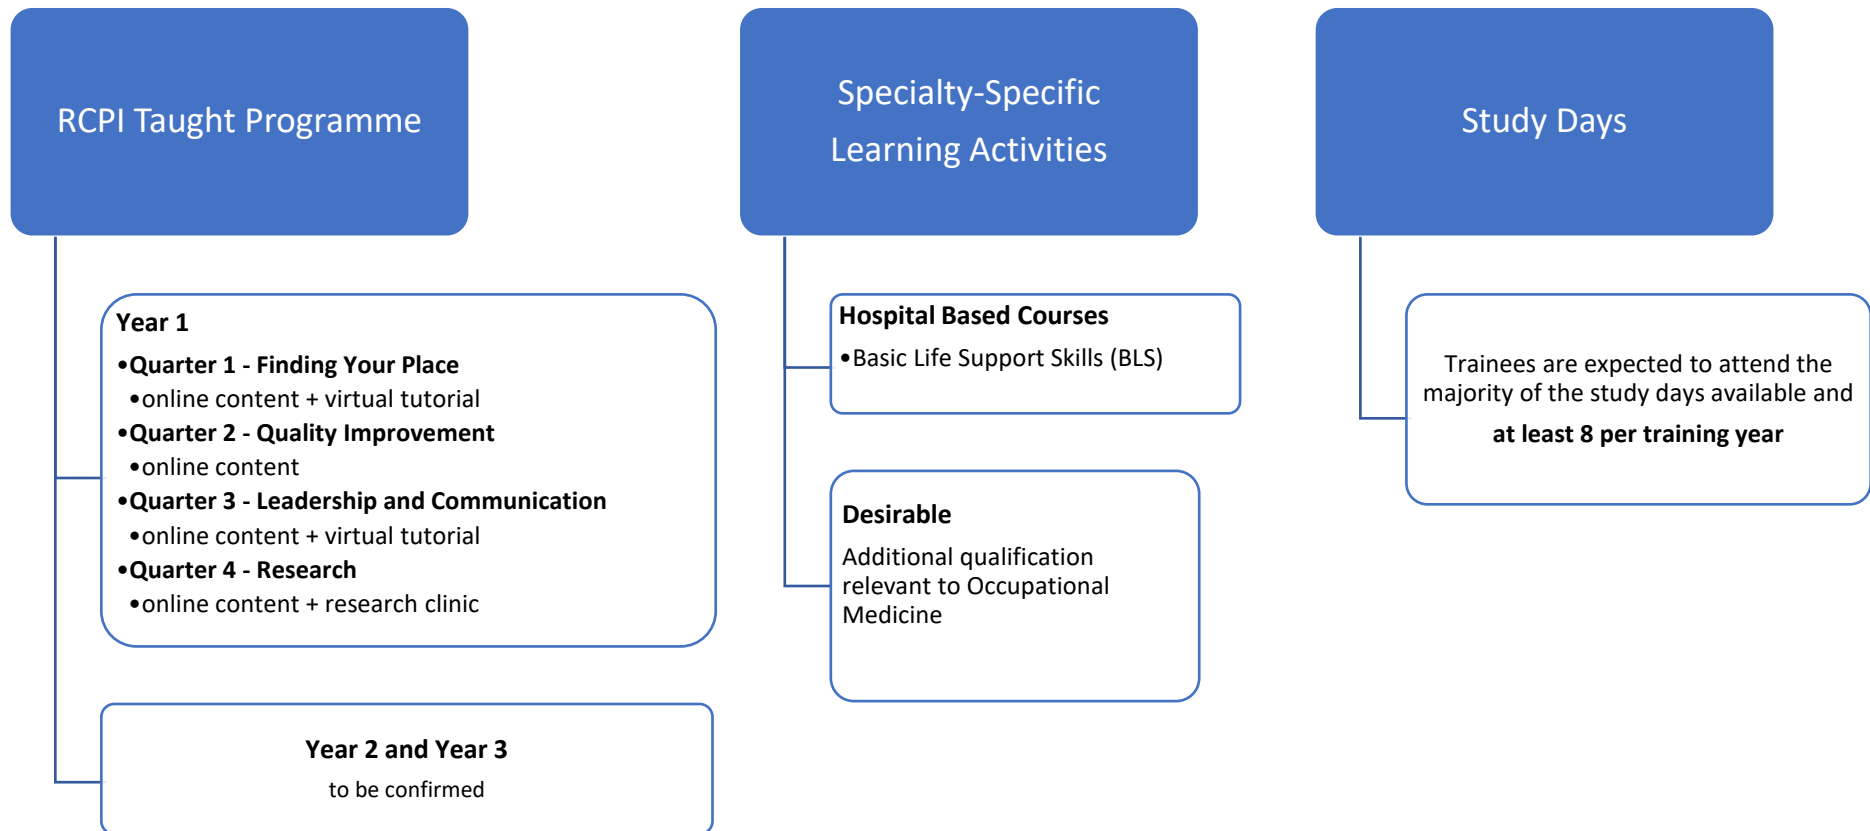 RCPI Taught Programme
Year 1
•Quarter 1 - Finding Your Place
•online content + virtual tutorial
•Quarter 2 - Quality Improvement
•online content
•Quarter 3 - Leadership and Communication
•online content + virtual tutorial
•Quarter 4 - Research
•online content + research clinic
Year 2 and Year 3
to be confirmed
Specialty-Specific
Learning Activities
Hospital Based Courses
•Basic Life Support Skills (BLS)
Desirable
Additional qualification
relevant to Occupational
Medicine
Study Days
Trainees are expected to attend the
majority of the study days available and
at least 8 per training year